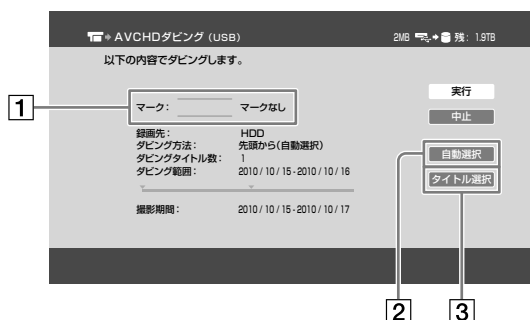 AVCHDダビング (USB)
2MB 残: 1.9TB
以下の内容でダビングします。
1
マーク: マークなし
実行
中止
録画先: HDD
ダビング方法: 先頭から(自動選択)
ダビングタイトル数: 1
ダビング範囲: 2010/10/15-2010/10/16
自動選択
タイトル選択
撮影期間: 2010/10/15-2010/10/17
2
3